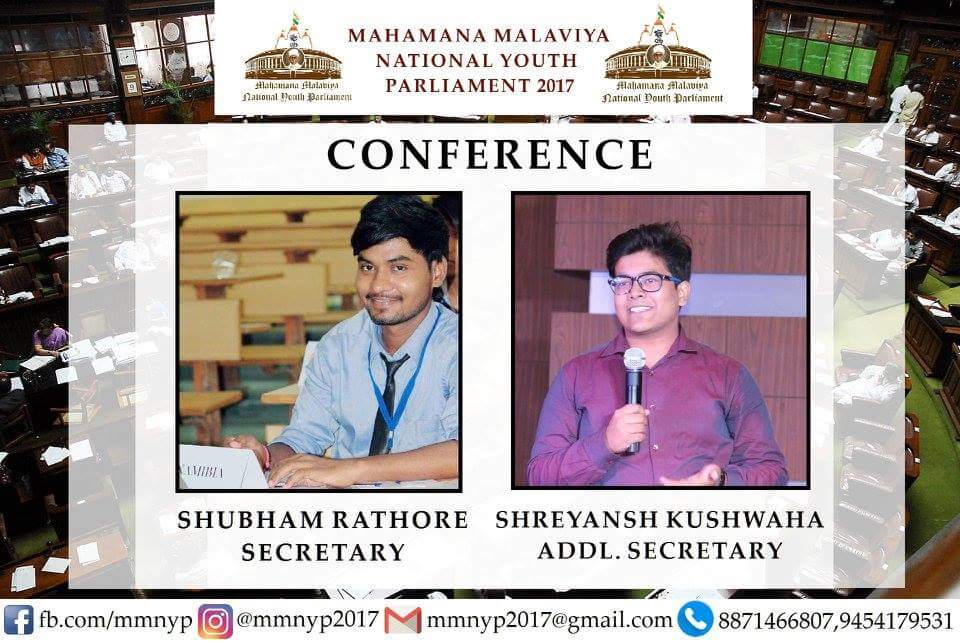 MAHAMANA MALAVIYA
NATIONAL YOUTH
PARLIAMENT 2017
Mahamana Malaviya
National Youth Parliament
Mahamana Malaviya
National Youth Parliament
CONFERENCE
NAMIBIA
SHUBHAM RATHORE
SECRETARY
SHREYANSH KUSHWAHA
ADDL. SECRETARY
fb.com/mmnyp @mmnyp2017 mmnyp2017@gmail.com 8871466807,9454179531